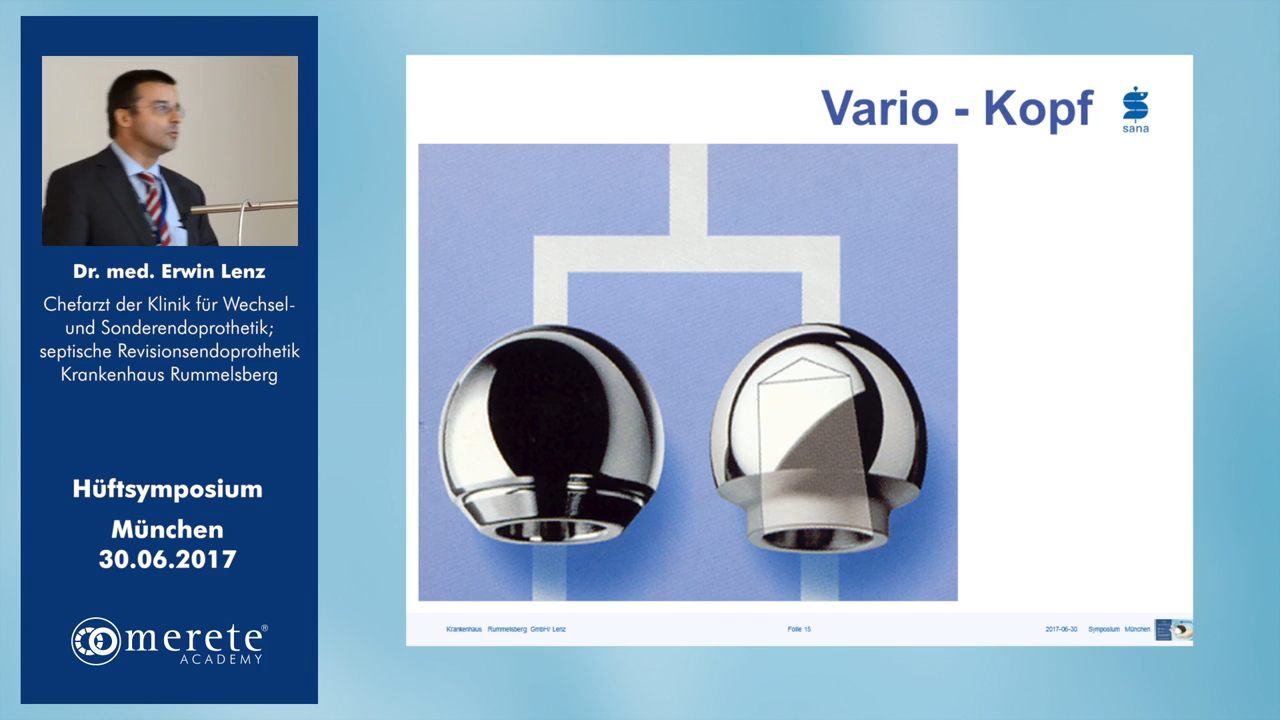 Dr. med. Erwin Lenz
Chefarzt der Klinik für Wechsel-
und Sonderendoprothetik;
septische Revisionsendoprothetik
Krankenhaus Rummelsberg
Hüftsymposium
München
30.06.2017
merete®
ACADEMY
Vario - Kopf
sana
Krankenhaus Rummelsberg GmbH/ Lenz
Folie 15
2017-06-30 Symposium München